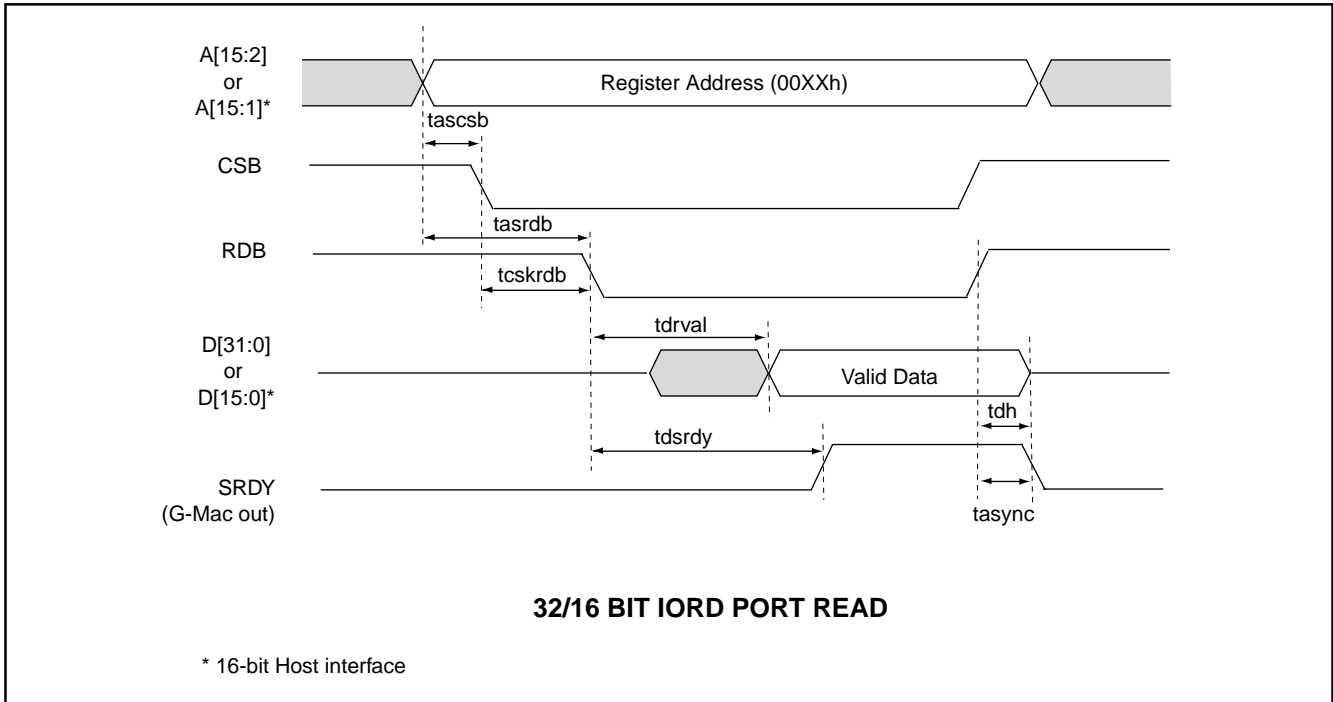 A[15:2]
or
A[15:1]*
Register Address (00XXh)
tascsb
CSB
tasrdb
RDB
tcskrdb
tdrval
D[31:0]
or
D[15:0]*
Valid Data
tdh
tdsrdy
SRDY
(G-Mac out)
tasync
32/16 BIT IORD PORT READ
* 16-bit Host interface